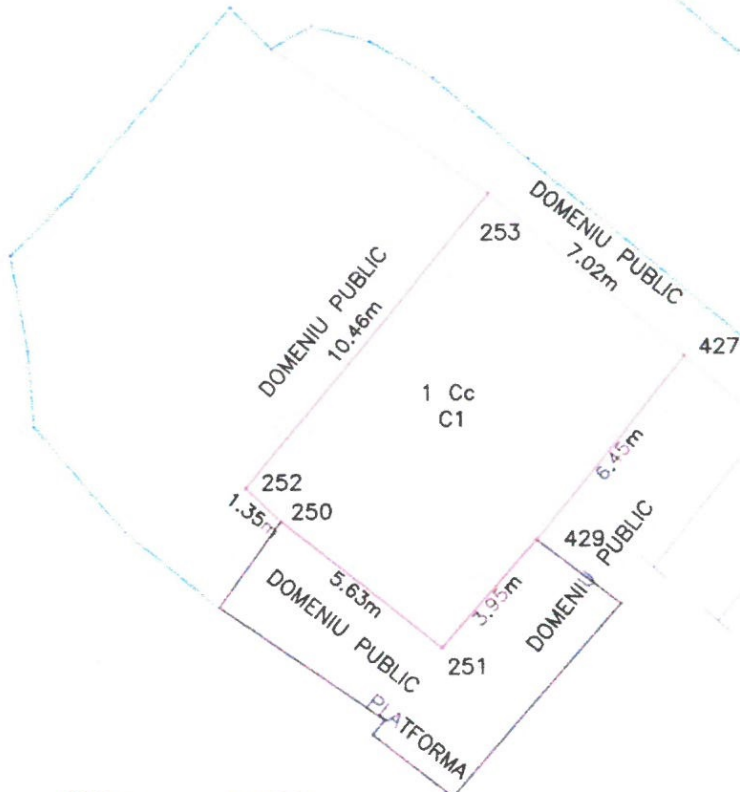 DOMENIU PUBLIC
7.02m
253
427
DOMENIU PUBLIC
10.46m
1 Cc
C1
6.45m
252
250
1.35m
429
DOMENIU PUBLIC
5.63m
DOMENIU PUBLIC
3.95m
251
PLATFORMA